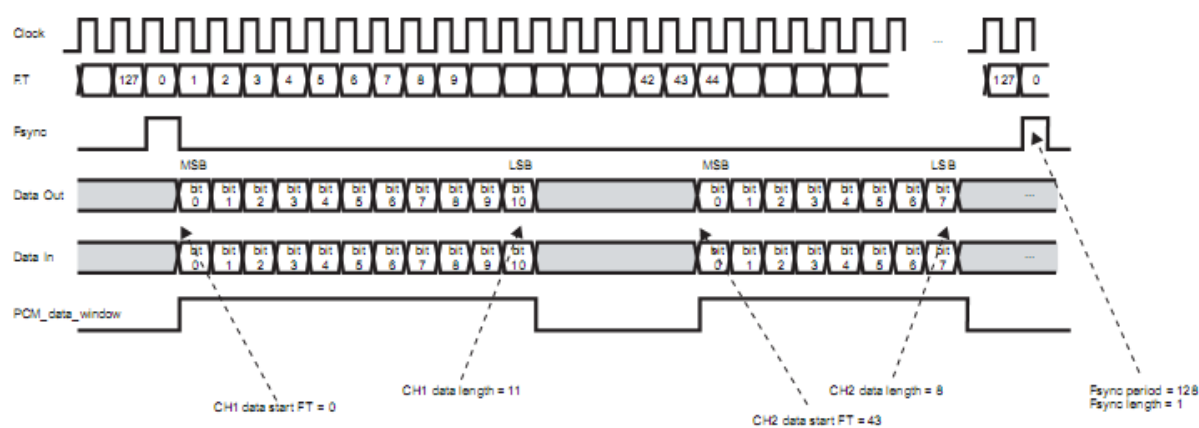 Clock
...
F.T
127 0 1 2 3 4 5 6 7 8 9 42 43 44 127 0
Fsync
MSB LSB MSB LSB
Data Out
bit 0 bit 1 bit 2 bit 3 bit 4 bit 5 bit 6 bit 7 bit 8 bit 9 bit 10 bit 0 bit 1 bit 2 bit 3 bit 4 bit 5 bit 6 bit 7 ...
Data In
bit 0 bit 1 bit 2 bit 3 bit 4 bit 5 bit 6 bit 7 bit 8 bit 9 bit 10 bit 0 bit 1 bit 2 bit 3 bit 4 bit 5 bit 6 bit 7 ...
PCM_data_window
CH1 data start FT = 0
CH1 data length = 11
CH2 data start FT = 43
CH2 data length = 8
Fsync period = 128
Fsync length = 1